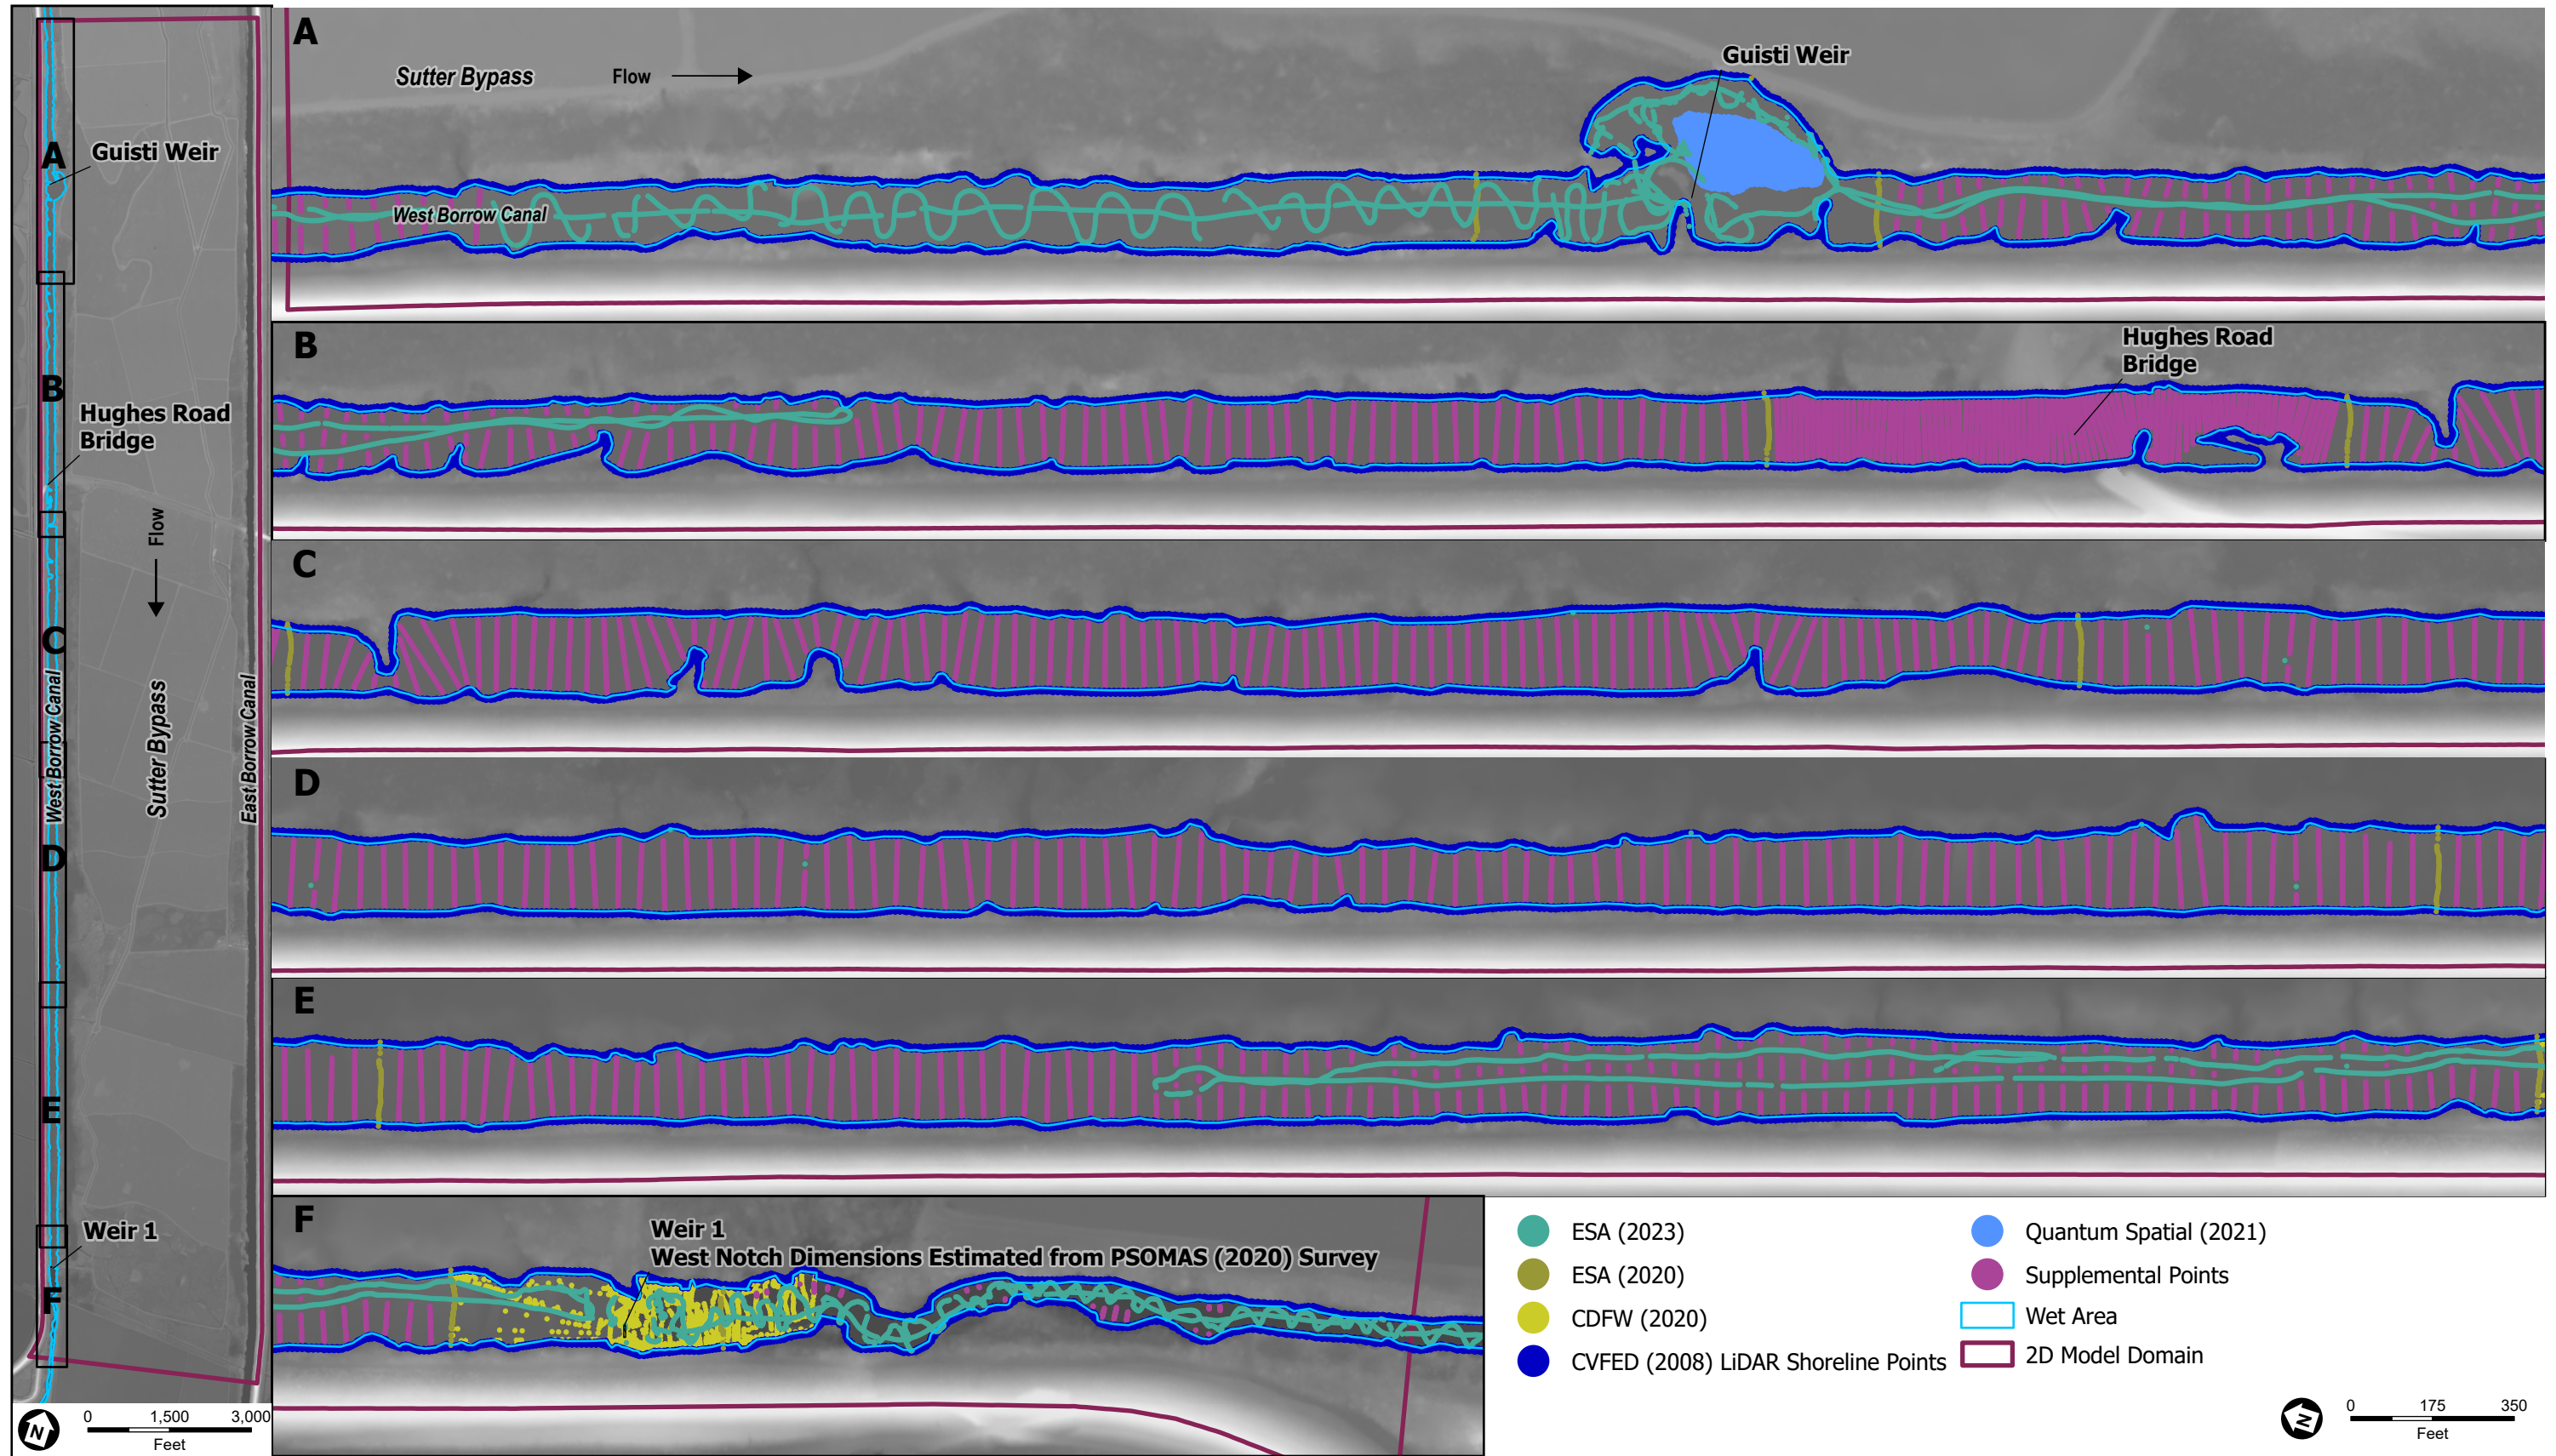 A
Guisti Weir
B
Hughes Road
Bridge
Flow
C
West Borrow Canal
Sutter Bypass
East Borrow Canal
D
E
Weir 1
F
N
0 1,500 3,000
Feet
A
Sutter Bypass
Flow
Guisti Weir
West Borrow Canal
B
Hughes Road
Bridge
C
D
E
F
Weir 1
West Notch Dimensions Estimated from PSOMAS (2020) Survey
ESA (2023)
ESA (2020)
CDFW (2020)
CVFED (2008) LiDAR Shoreline Points
Quantum Spatial (2021)
Supplemental Points
Wet Area
2D Model Domain
N
0 175 350
Feet